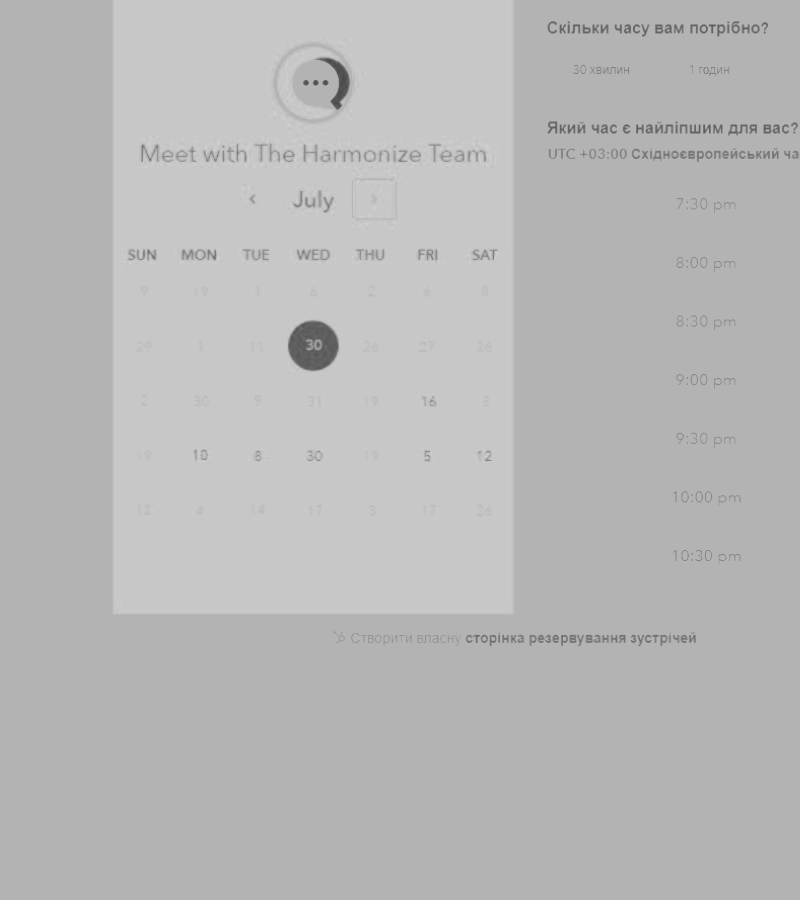 Meet with The Harmonize Team
July
SUN MON TUE WED THU FRI SAT
9 19 1 6 2 6 8
29 1 11 30 26 27 26
2 30 9 31 19 16 3
19 10 8 30 19 5 12
12 4 14 17 3 17 26
Скільки часу вам потрібно?
30 хвилин 1 годин
Який час є найліпшим для вас?
UTC +03:00 Східноєвропейський ча
7:30 pm
8:00 pm
8:30 pm
9:00 pm
9:30 pm
10:00 pm
10:30 pm
Створити власну сторінка резервування зустрічей